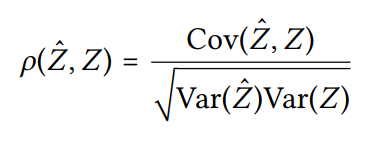 ρ(Ẑ, Z) = Cov(Ẑ, Z) / √(Var(Ẑ)Var(Z))